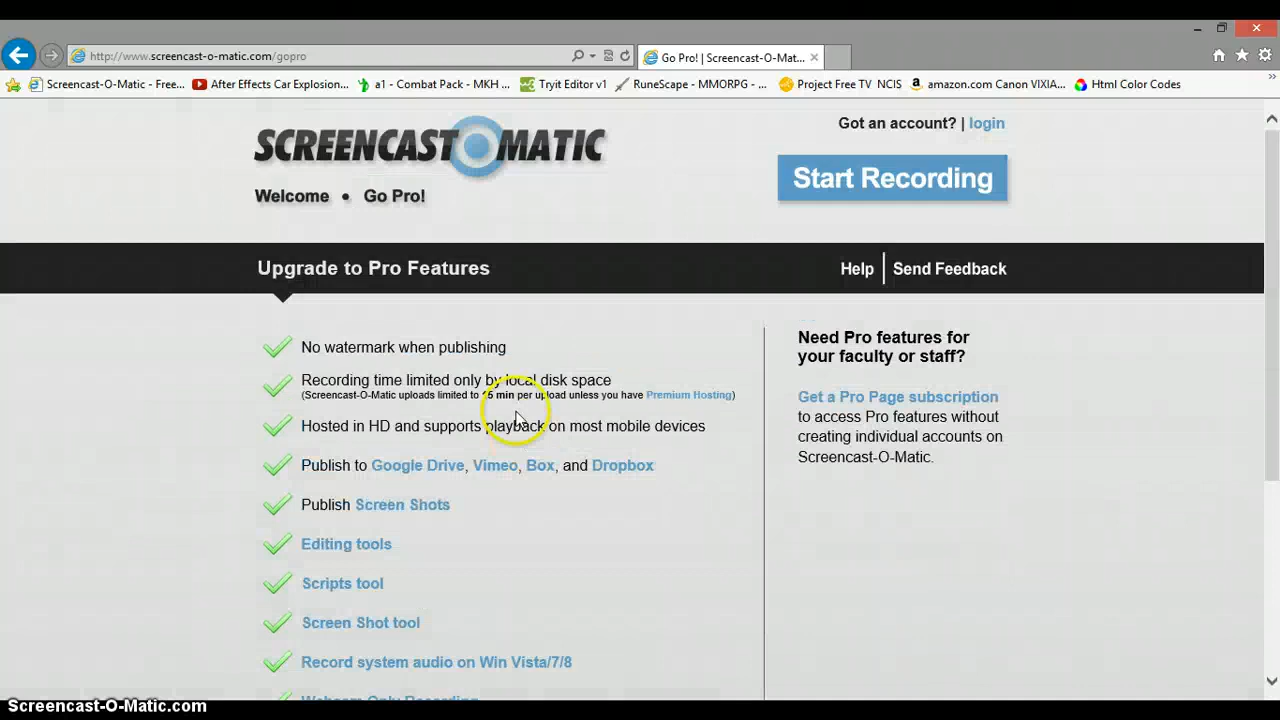 http://www.screencast-o-matic.com/gopro
Go Pro! | Screencast-O-Mat...
Screencast-O-Matic - Free...
After Effects Car Explosion...
a1 - Combat Pack - MKH ...
Tryit Editor v1
RuneScape - MMORPG - ...
Project Free TV NCIS
amazon.com Canon VIXIA...
Html Color Codes
SCREENCAST MATIC
Got an account? | login
Start Recording
Welcome • Go Pro!
Upgrade to Pro Features
Help
Send Feedback
No watermark when publishing
Recording time limited only by local disk space
(Screencast-O-Matic uploads limited to 15 min per upload unless you have Premium Hosting)
Hosted in HD and supports playback on most mobile devices
Publish to Google Drive, Vimeo, Box, and Dropbox
Publish Screen Shots
Editing tools
Scripts tool
Screen Shot tool
Record system audio on Win Vista/7/8
Webcam Only Recording
Need Pro features for
your faculty or staff?
Get a Pro Page subscription
to access Pro features without
creating individual accounts on
Screencast-O-Matic.
Screencast-O-Matic.com